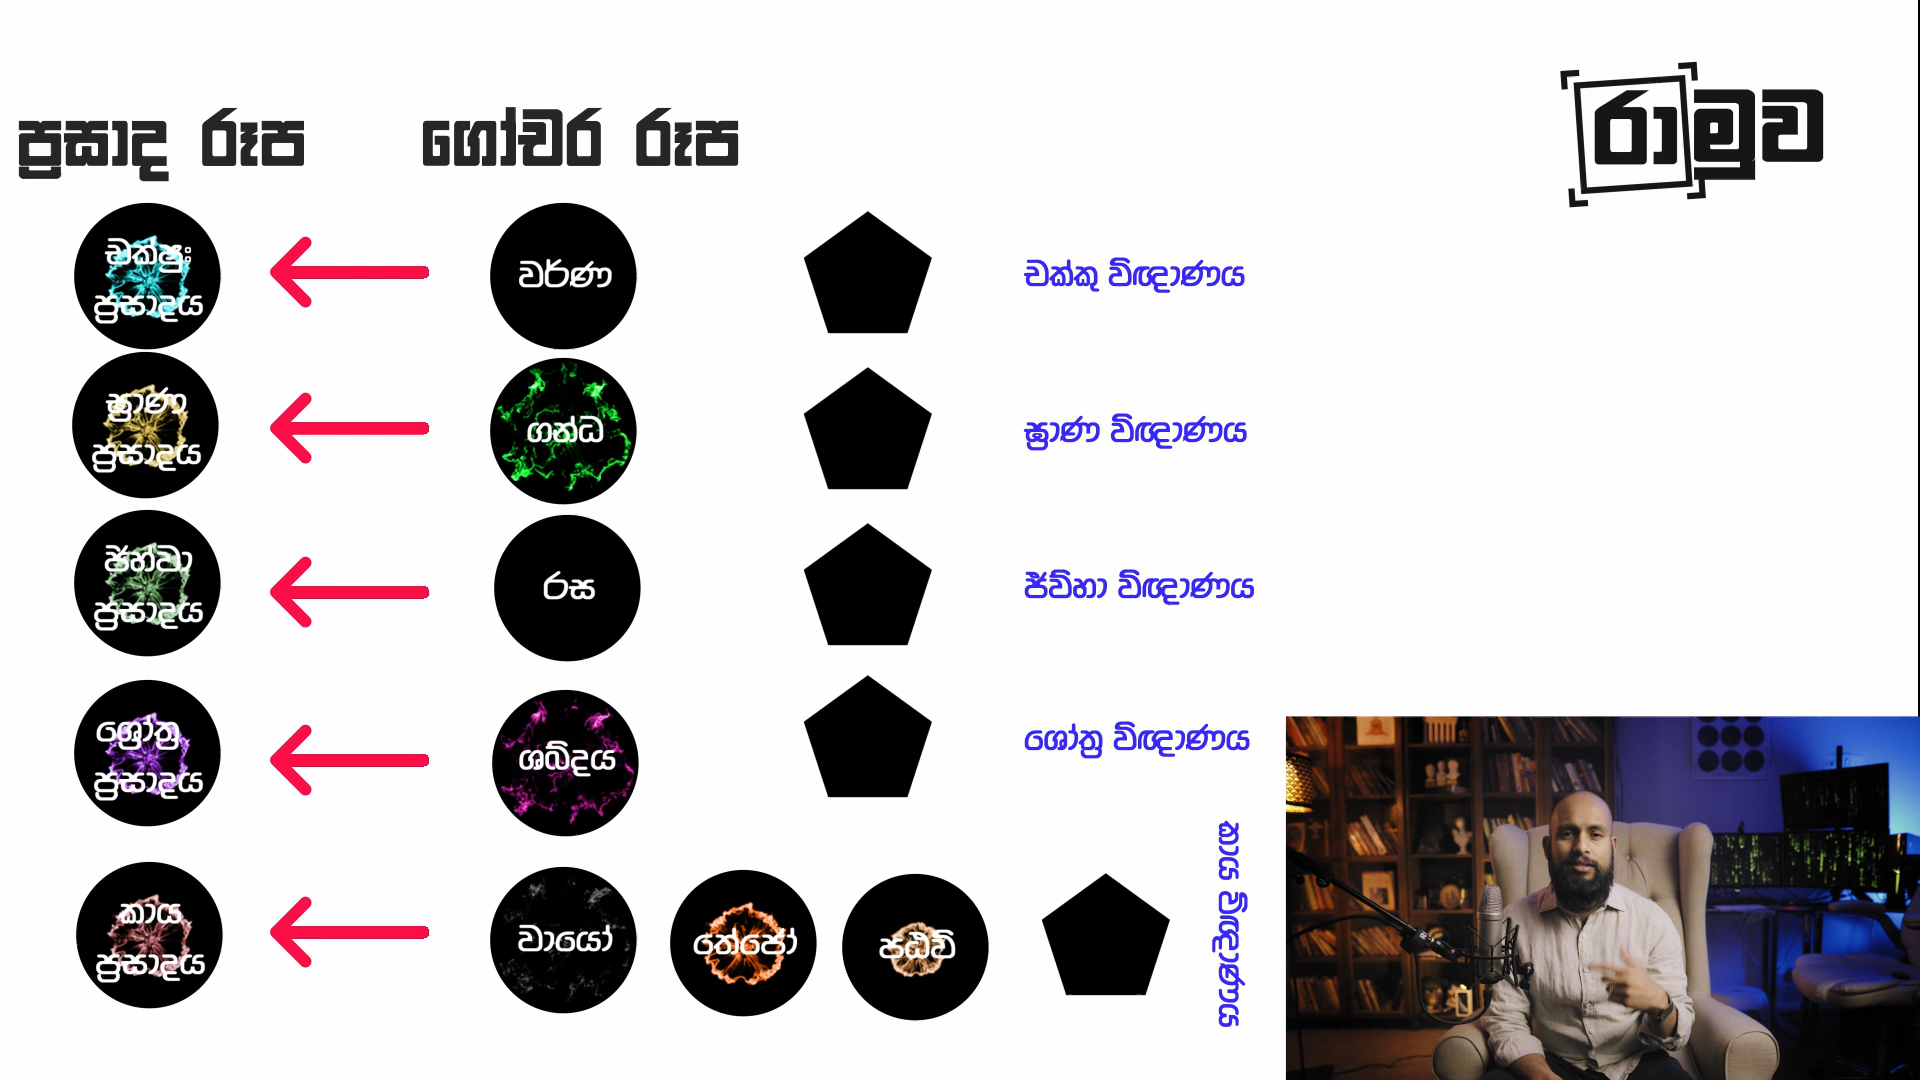 ප්‍රසාද රූප
ගෝචර රූප
රාමුව
චක්ෂුඃ
ප්‍රසාදය
වර්ණ
චක්කු විඥාණය
ඝ්‍රාණ
ප්‍රසාදය
ගන්ධ
ඝ්‍රාණ විඥාණය
ජිහ්වා
ප්‍රසාදය
රස
ජිව්හා විඥාණය
ශ්‍රෝත්‍ර
ප්‍රසාදය
ශබ්දය
ශෝත්‍ර විඥාණය
කාය
ප්‍රසාදය
වායෝ
තේජෝ
පඨවි
කාය විඥාණය